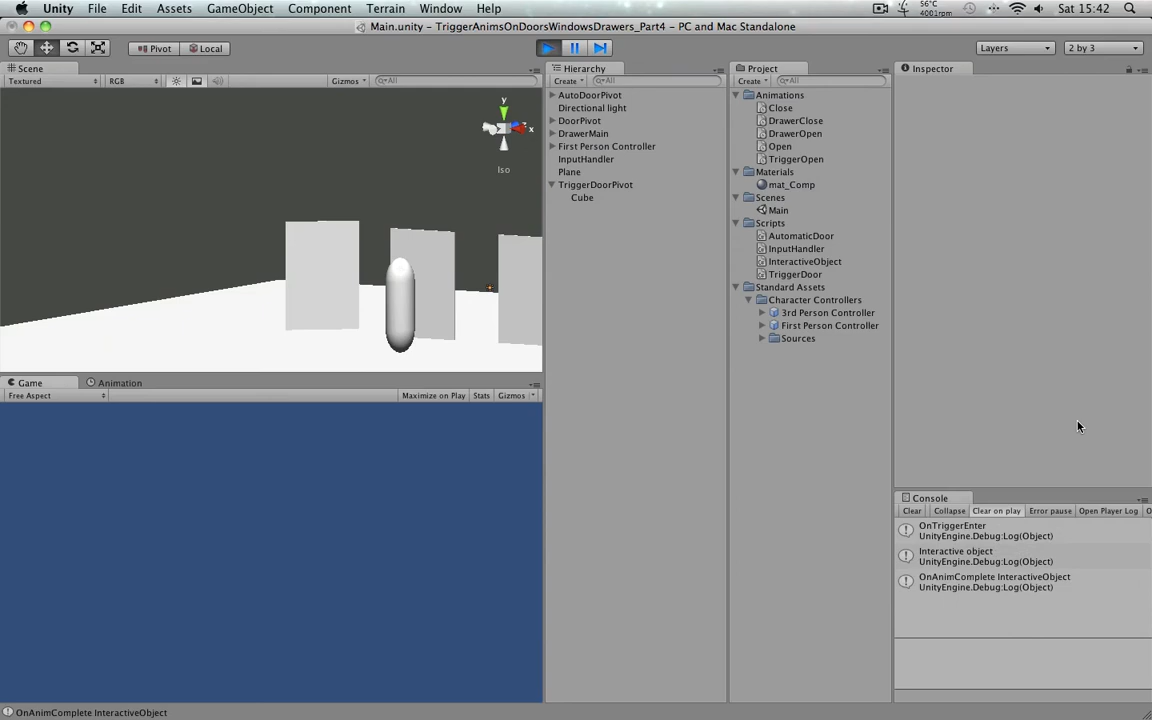 Unity File Edit Assets GameObject Component Terrain Window Help 56°C 4001rpm Sat 15:42
Main.unity – TriggerAnimsOnDoorsWindowsDrawers_Part4 – PC and Mac Standalone
Pivot Local Layers 2 by 3
Scene
Textured RGB Gizmos All
y
x
Iso
Game Animation
Free Aspect Maximize on Play Stats Gizmos
Hierarchy
Create All
AutoDoorPivot
Directional light
DoorPivot
DrawerMain
First Person Controller
InputHandler
Plane
TriggerDoorPivot
Cube
Project
Create All
Animations
Close
DrawerClose
DrawerOpen
Open
TriggerOpen
Materials
mat_Comp
Scenes
Main
Scripts
AutomaticDoor
InputHandler
InteractiveObject
TriggerDoor
Standard Assets
Character Controllers
3rd Person Controller
First Person Controller
Sources
Inspector
Console
Clear Collapse Clear on play Error pause Open Player Log O
OnTriggerEnter
UnityEngine.Debug:Log(Object)
Interactive object
UnityEngine.Debug:Log(Object)
OnAnimComplete InteractiveObject
UnityEngine.Debug:Log(Object)
OnAnimComplete InteractiveObject